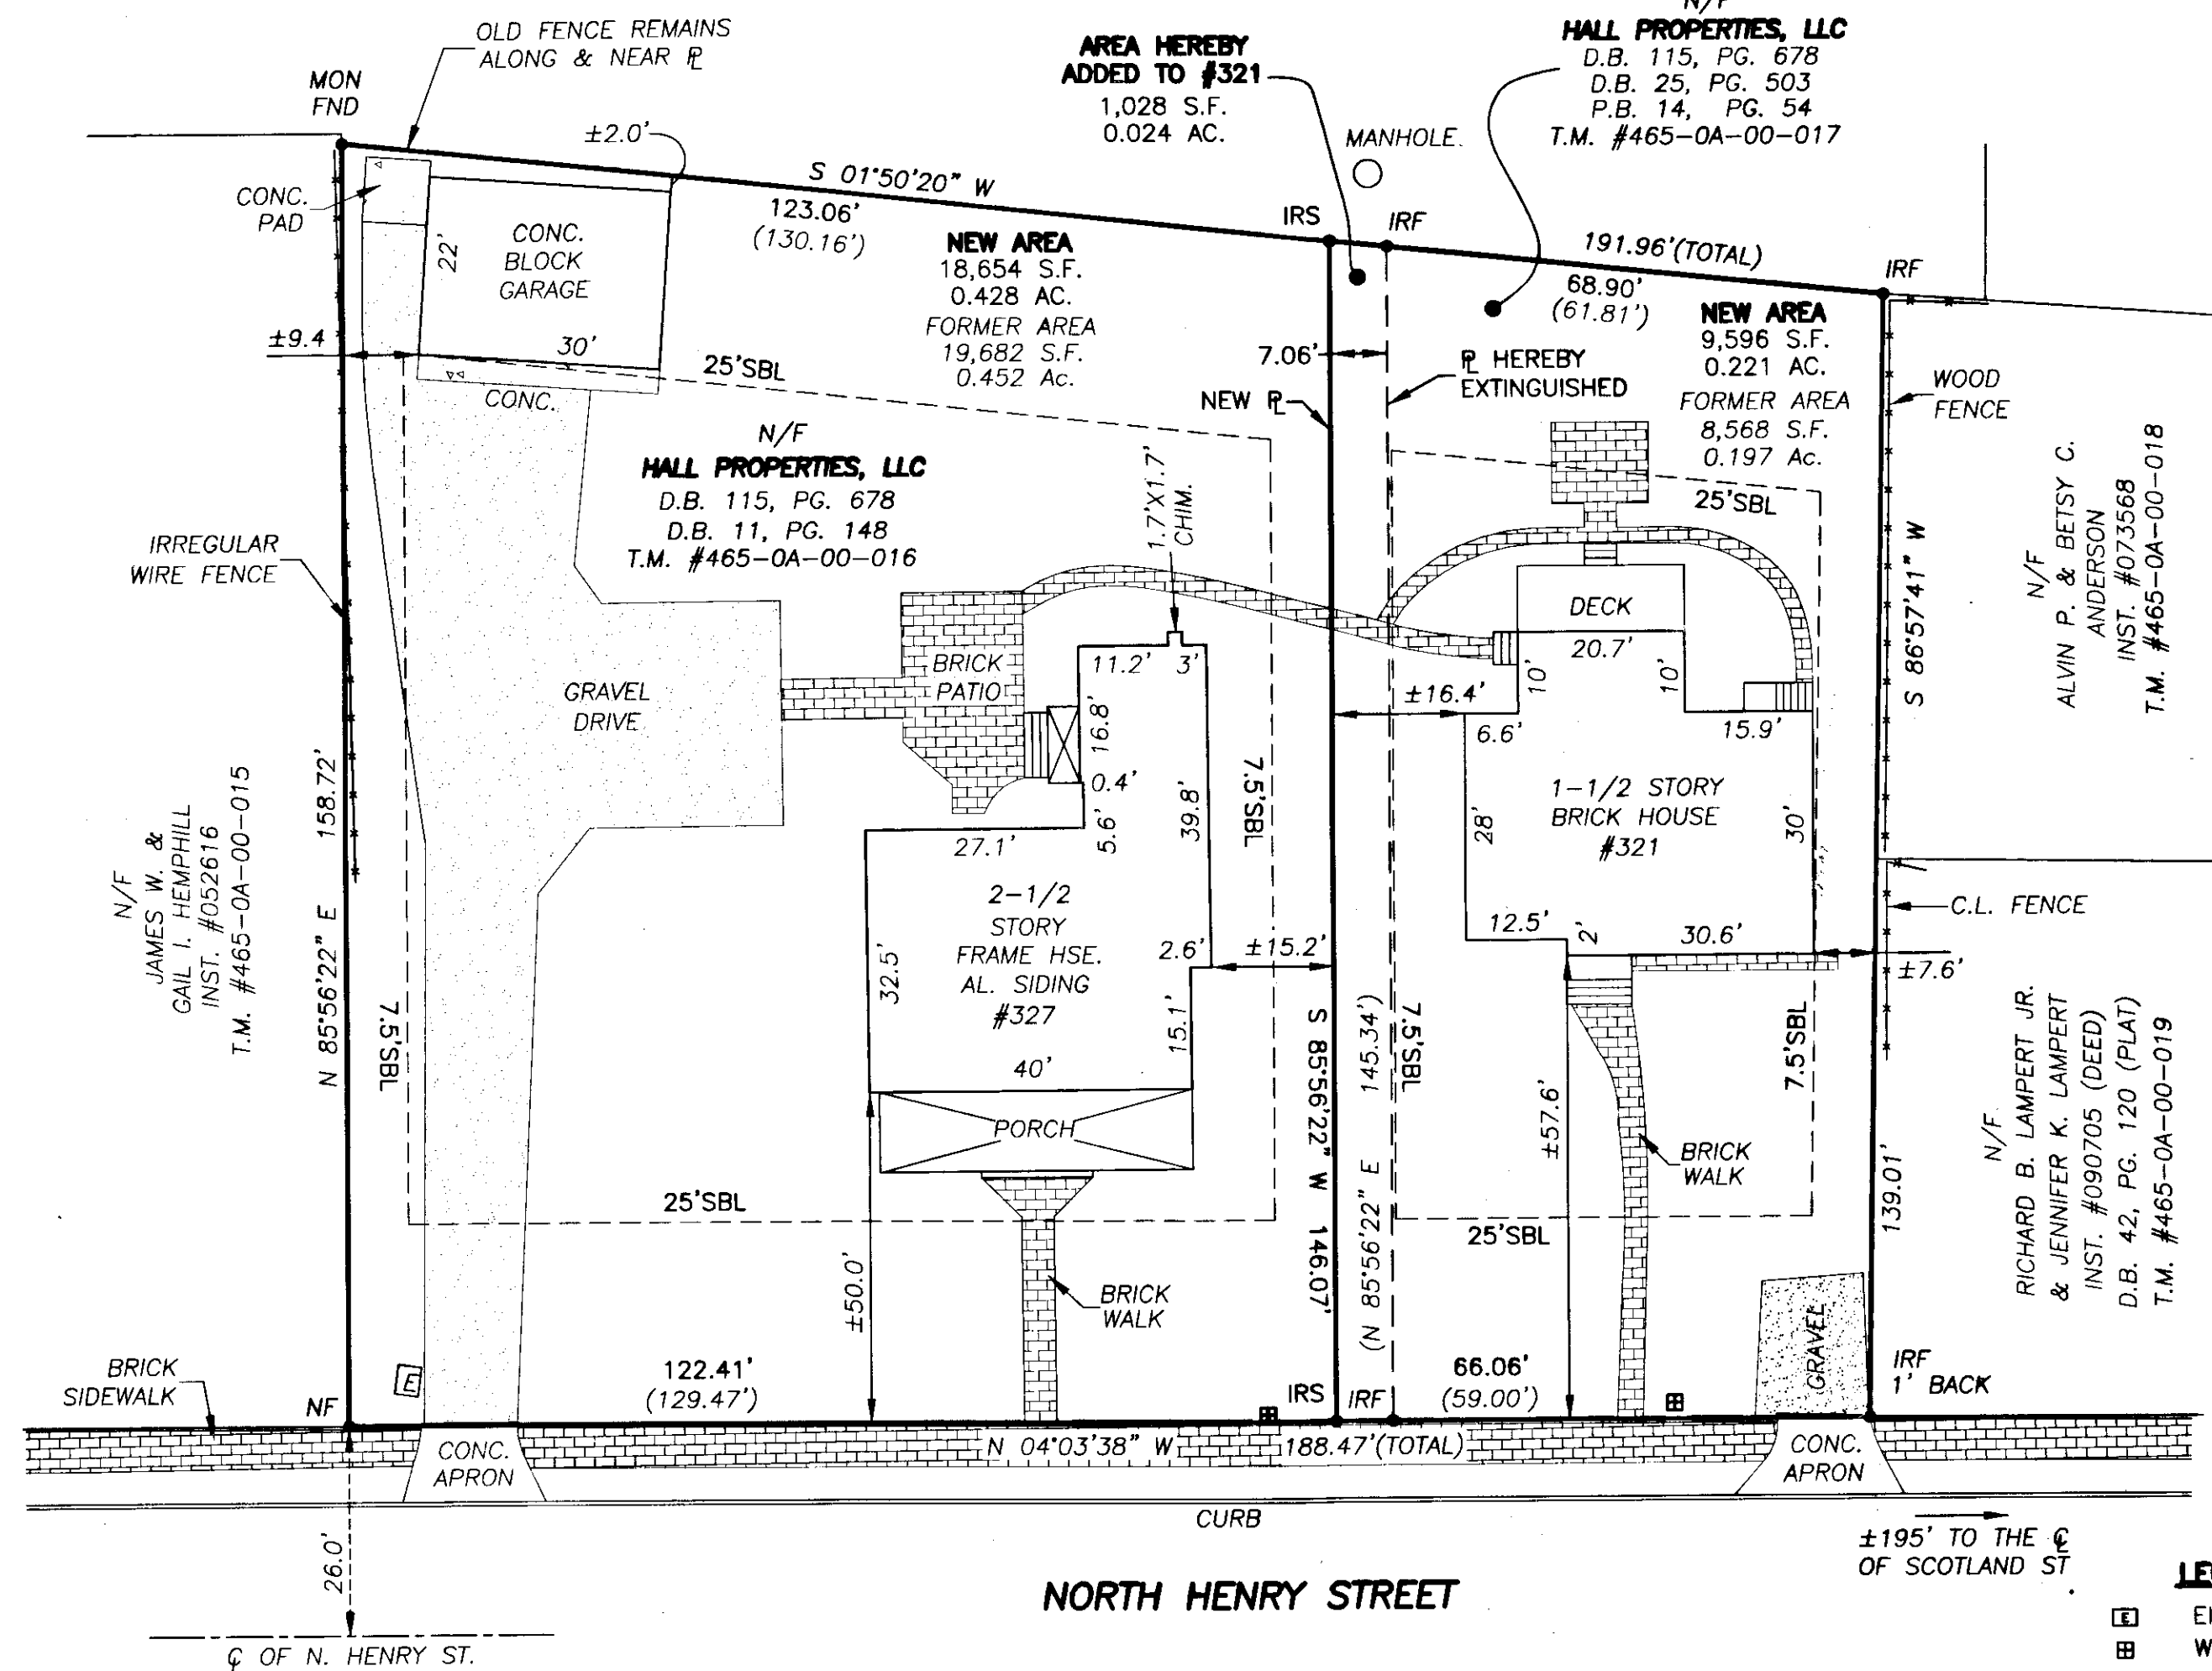 OLD FENCE REMAINS
ALONG & NEAR ℄
MON
FND
±2.0'
CONC.
PAD
22'
CONC.
BLOCK
GARAGE
30'
±9.4
CONC.
S 01°50'20" W
123.06'
(130.16')
AREA HEREBY
ADDED TO #321
1,028 S.F.
0.024 AC.
N/F
HALL PROPERTIES, LLC
D.B. 115, PG. 678
D.B. 25, PG. 503
P.B. 14, PG. 54
T.M. #465-0A-00-017
MANHOLE.
IRS
IRF
191.96'(TOTAL)
68.90'
(61.81')
IRF
NEW AREA
18,654 S.F.
0.428 AC.
FORMER AREA
19,682 S.F.
0.452 Ac.
NEW AREA
9,596 S.F.
0.221 AC.
FORMER AREA
8,568 S.F.
0.197 Ac.
7.06'
PL HEREBY
EXTINGUISHED
NEW PL
25'SBL
25'SBL
WOOD
FENCE
N/F
HALL PROPERTIES, LLC
D.B. 115, PG. 678
D.B. 11, PG. 148
T.M. #465-0A-00-016
1.7'X1.7'
CHIM.
IRREGULAR
WIRE FENCE
N/F
ALVIN P. & BETSY C.
ANDERSON
INST. #073568
T.M. #465-0A-00-018
S 86°57'41" W
DECK
20.7'
10'
10'
11.2'
3'
BRICK
PATIO
GRAVEL
DRIVE
16.8'
0.4'
5.6'
39.8'
7.5'SBL
±16.4'
6.6'
15.9'
1-1/2 STORY
BRICK HOUSE
#321
28'
30'
N/F
JAMES W. &
GAIL I. HEMPHILL
INST. #052616
T.M. #465-0A-00-015
N 85°56'22" E 158.72'
27.1'
2-1/2
STORY
FRAME HSE.
AL. SIDING
#327
32.5'
2.6'
±15.2'
15.1'
40'
12.5'
2'
30.6'
C.L. FENCE
±7.6'
7.5'SBL
PORCH
S 85°56'22" W 146.07'
(N 85°56'22" E 145.34')
7.5'SBL
7.5'SBL
±57.6'
BRICK
WALK
N/F
RICHARD B. LAMPERT JR.
& JENNIFER K. LAMPERT
INST. #090705 (DEED)
D.B. 42, PG. 120 (PLAT)
T.M. #465-0A-00-019
139.01'
25'SBL
25'SBL
±50.0'
BRICK
WALK
GRAVEL
BRICK
SIDEWALK
NF
E
122.41'
(129.47')
IRS
IRF
66.06'
(59.00')
IRF
1' BACK
CONC.
APRON
N 04°03'38" W
188.47'(TOTAL)
CONC.
APRON
CURB
26.0'
±195' TO THE ℄
OF SCOTLAND ST
NORTH HENRY STREET
℄ OF N. HENRY ST.
E